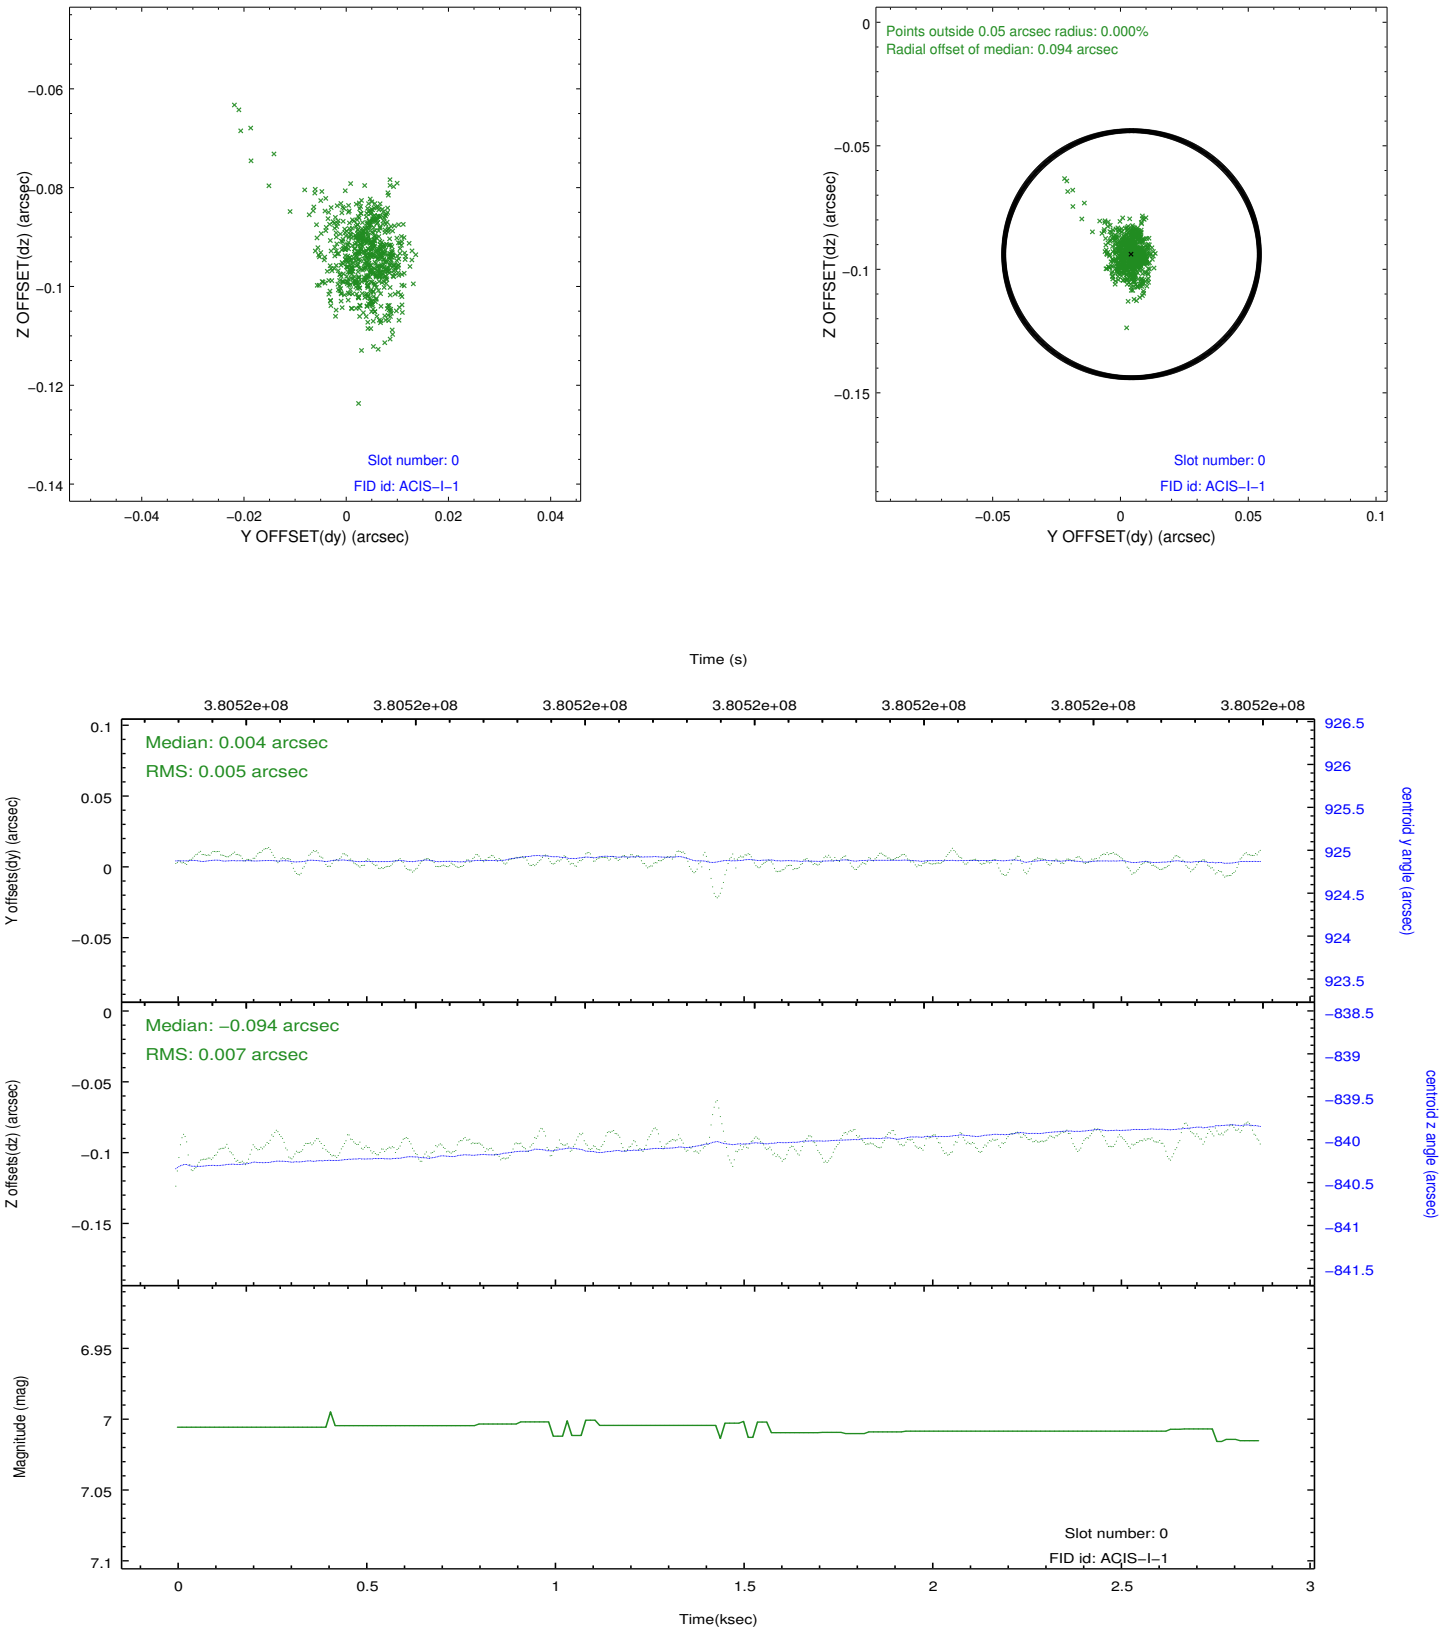 −0.06
−0.08
−0.1
−0.12
−0.14
Z OFFSET(dz) (arcsec)
Slot number: 0
FID id: ACIS−I−1
−0.04
−0.02
0
0.02
0.04
Y OFFSET(dy) (arcsec)
Points outside 0.05 arcsec radius: 0.000%
Radial offset of median: 0.094 arcsec
0
−0.05
−0.1
−0.15
Z OFFSET(dz) (arcsec)
Slot number: 0
FID id: ACIS−I−1
−0.05
0
0.05
0.1
Y OFFSET(dy) (arcsec)
Time (s)
3.8052e+08
3.8052e+08
3.8052e+08
3.8052e+08
3.8052e+08
3.8052e+08
3.8052e+08
Median: 0.004 arcsec
RMS: 0.005 arcsec
0.1
0.05
0
−0.05
Y offsets(dy) (arcsec)
926.5
926
925.5
925
924.5
924
923.5
centroid y angle (arcsec)
Median: −0.094 arcsec
RMS: 0.007 arcsec
0
−0.05
−0.1
−0.15
Z offsets(dz) (arcsec)
−838.5
−839
−839.5
−840
−840.5
−841
−841.5
centroid z angle (arcsec)
6.95
7
7.05
7.1
Magnitude (mag)
Slot number: 0
FID id: ACIS−I−1
0
0.5
1
1.5
2
2.5
3
Time(ksec)